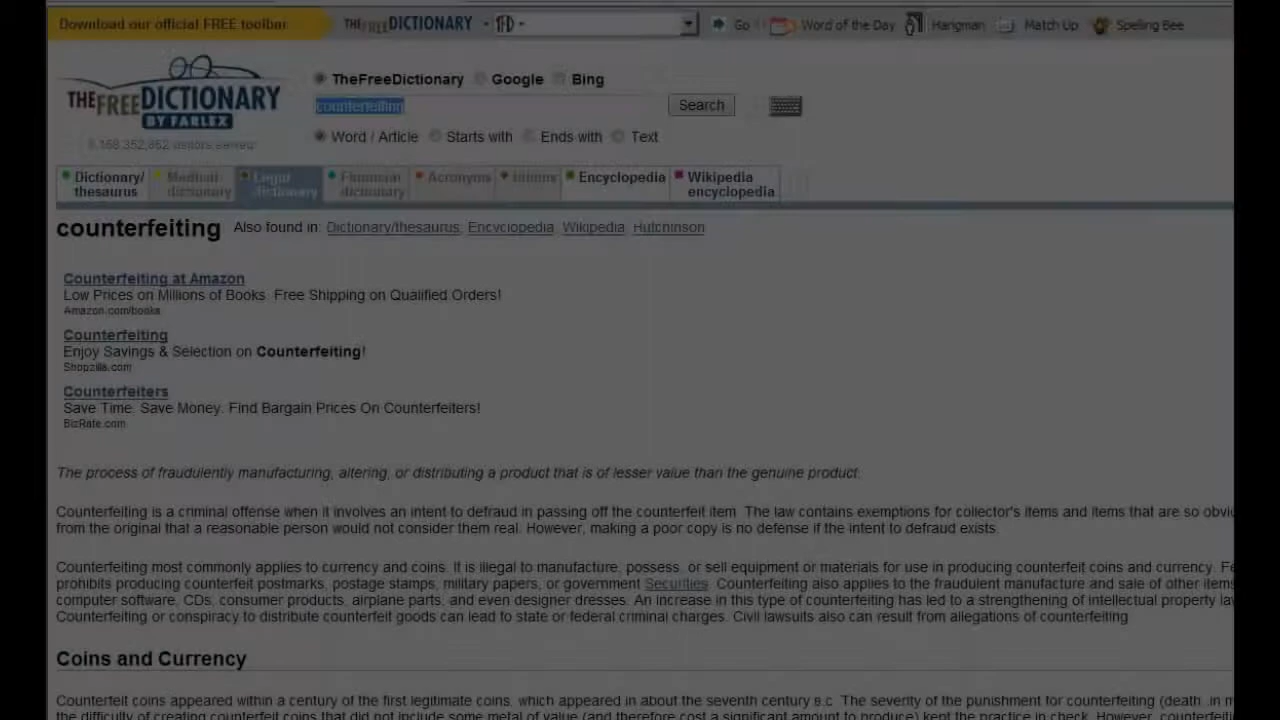 Download our official FREE toolbar THEFREEDICTIONARY TFD Go Word of the Day Hangman Match Up Spelling Bee
TheFreeDictionary Google Bing
THEFREEDICTIONARY
BY FARLEX
counterfeiting Search
Word / Article Starts with Ends with Text
visitors served
Dictionary/ thesaurus Medical dictionary Legal dictionary Financial dictionary Acronyms Idioms Encyclopedia Wikipedia encyclopedia
counterfeiting Also found in: Dictionary/thesaurus, Encyclopedia, Wikipedia, Hutchinson
Counterfeiting at Amazon
Low Prices on Millions of Books. Free Shipping on Qualified Orders!
Amazon.com/books
Counterfeiting
Enjoy Savings & Selection on Counterfeiting!
Shopzilla.com
Counterfeiters
Save Time. Save Money. Find Bargain Prices On Counterfeiters!
BizRate.com
The process of fraudulently manufacturing, altering, or distributing a product that is of lesser value than the genuine product.
Counterfeiting is a criminal offense when it involves an intent to defraud in passing off the counterfeit item. The law contains exemptions for collector's items and items that are so obvio
from the original that a reasonable person would not consider them real. However, making a poor copy is no defense if the intent to defraud exists.
Counterfeiting most commonly applies to currency and coins. It is illegal to manufacture, possess, or sell equipment or materials for use in producing counterfeit coins and currency. Fe
prohibits producing counterfeit postmarks, postage stamps, military papers, or government Securities. Counterfeiting also applies to the fraudulent manufacture and sale of other items
computer software, CDs, consumer products, airplane parts, and even designer dresses. An increase in this type of counterfeiting has led to a strengthening of intellectual property law
Counterfeiting or conspiracy to distribute counterfeit goods can lead to state or federal criminal charges. Civil lawsuits also can result from allegations of counterfeiting.
Coins and Currency
Counterfeit coins appeared within a century of the first legitimate coins, which appeared in about the seventh century B.C. The severity of the punishment for counterfeiting (death, in m
the difficulty of creating counterfeit coins that did not include some metal of value (and therefore cost a significant amount to produce) kept the practice in check. However, counterfeitin